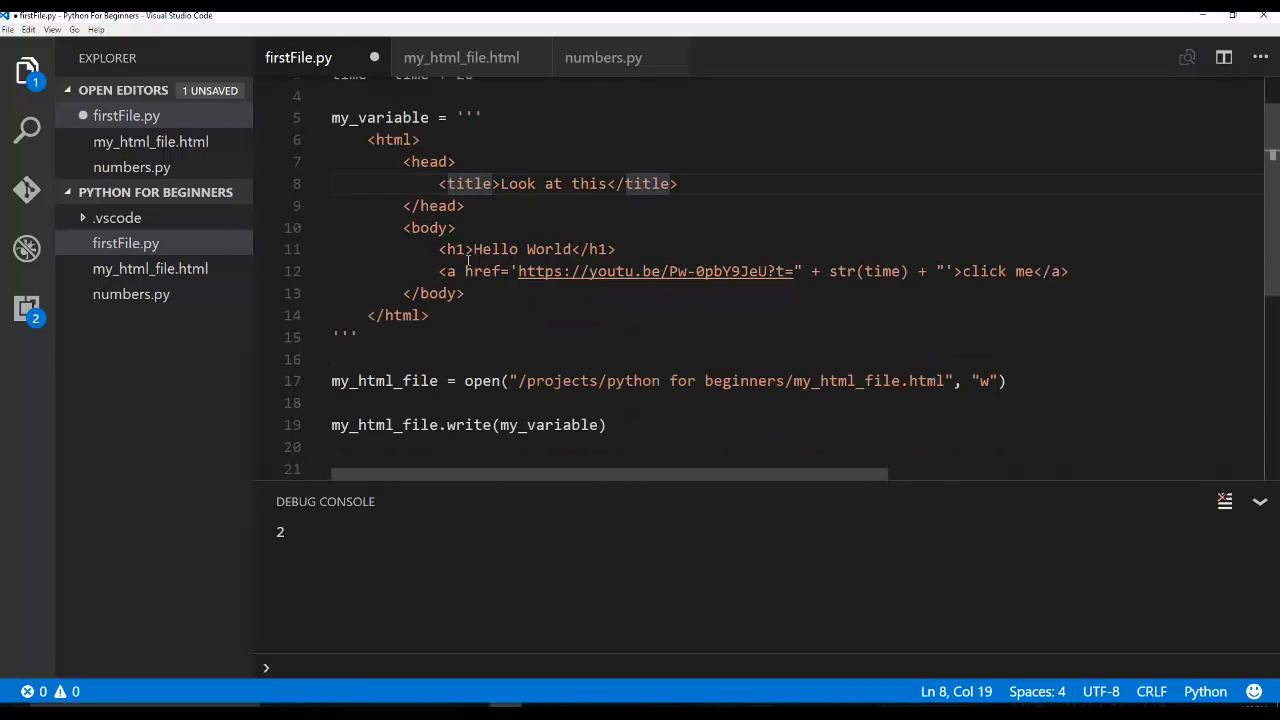 firstFile.py - Python For Beginners - Visual Studio Code
File Edit View Go Help
EXPLORER
firstFile.py
my_html_file.html
numbers.py
OPEN EDITORS 1 UNSAVED
firstFile.py
my_html_file.html
numbers.py
PYTHON FOR BEGINNERS
.vscode
firstFile.py
my_html_file.html
numbers.py
1
2
4
5 my_variable = '''
6 <html>
7 <head>
8 <title>Look at this</title>
9 </head>
10 <body>
11 <h1>Hello World</h1>
12 <a href='https://youtu.be/Pw-0pbY9JeU?t=" + str(time) + "'>click me</a>
13 </body>
14 </html>
15 '''
16
17 my_html_file = open("/projects/python for beginners/my_html_file.html", "w")
18
19 my_html_file.write(my_variable)
20
21
DEBUG CONSOLE
2
0 0
Ln 8, Col 19 Spaces: 4 UTF-8 CRLF Python